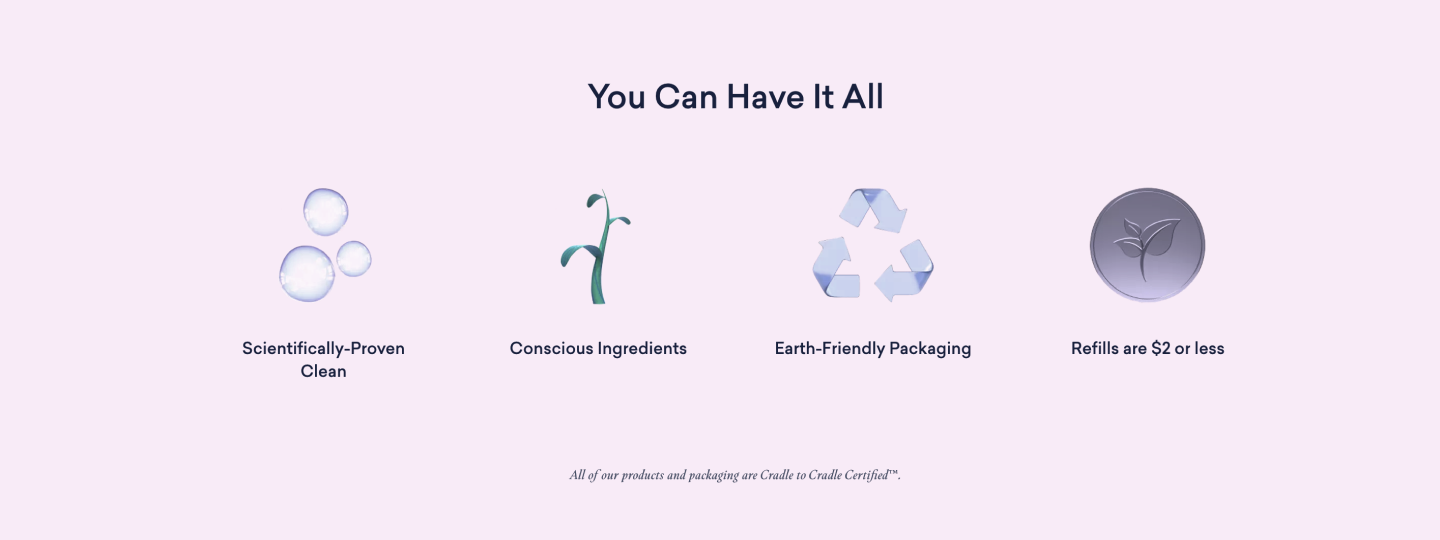 You Can Have It All
Scientifically-Proven
Clean
Conscious Ingredients
Earth-Friendly Packaging
Refills are $2 or less
All of our products and packaging are Cradle to Cradle Certified™.